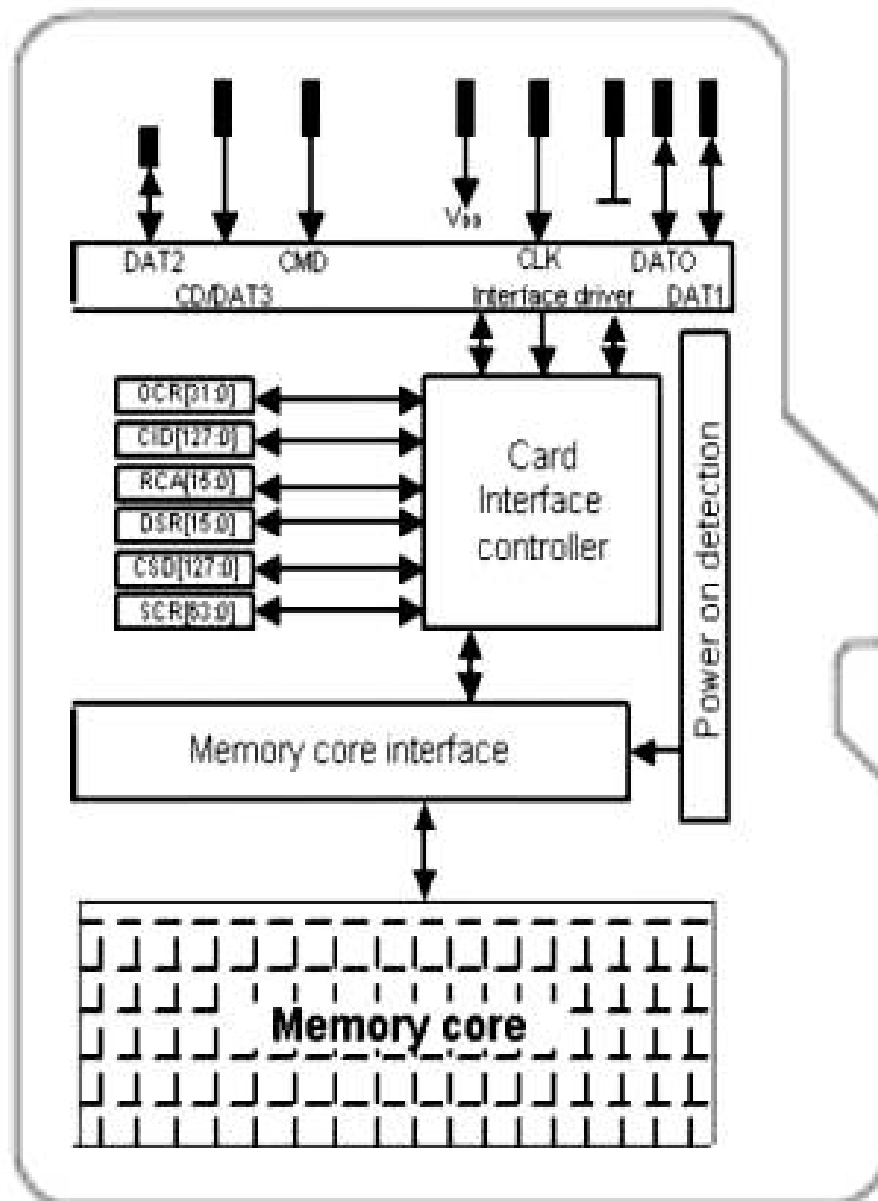 VDD
DAT2 CMD CLK DAT0
CD/DAT3 Interface driver DAT1
OCR[31:0]
CID[127:0]
RCA[15:0]
DSR[15:0]
CSD[127:0]
SCR[63:0]
Card
Interface
controller
Power on detection
Memory core interface
Memory core